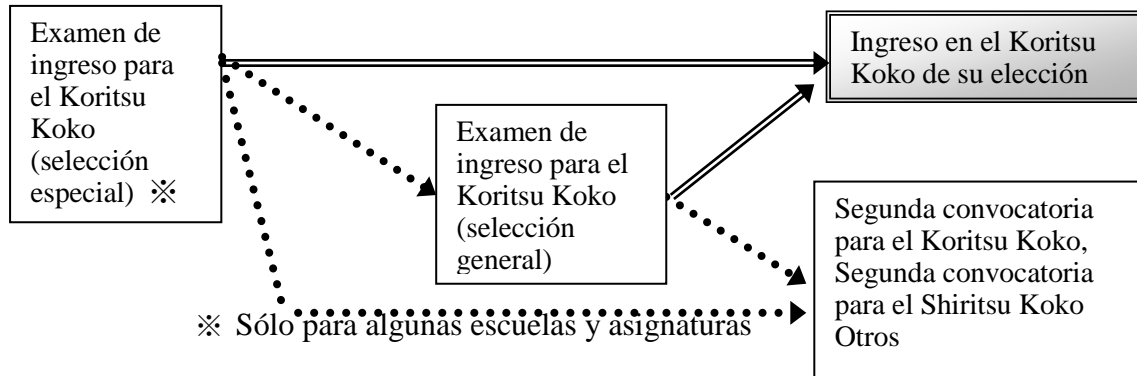 Examen de
ingreso para
el Koritsu
Koko
(selección
especial) ※
Ingreso en el Koritsu
Koko de su elección
Examen de
ingreso para el
Koritsu Koko
(selección
general)
Segunda convocatoria
para el Koritsu Koko,
Segunda convocatoria
para el Shiritsu Koko
Otros
※ Sólo para algunas escuelas y asignaturas